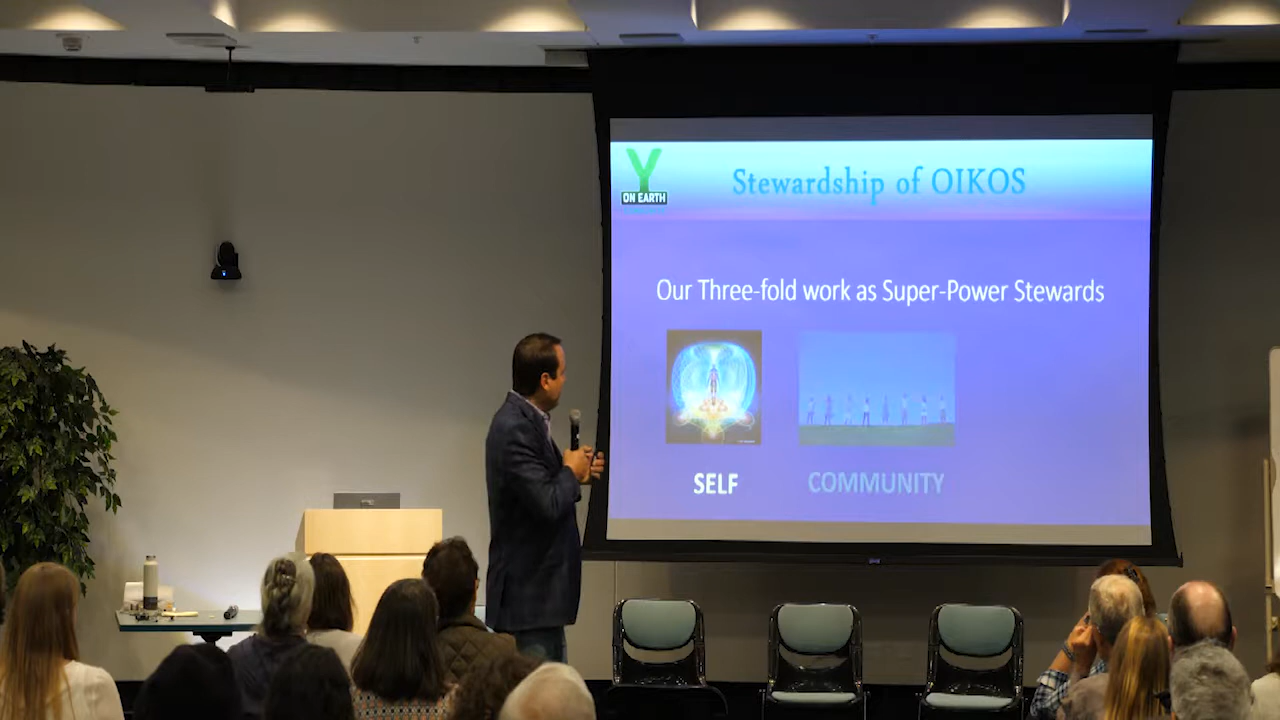 Y
ON EARTH
Stewardship of OIKOS
Our Three-fold work as Super-Power Stewards
SELF
COMMUNITY